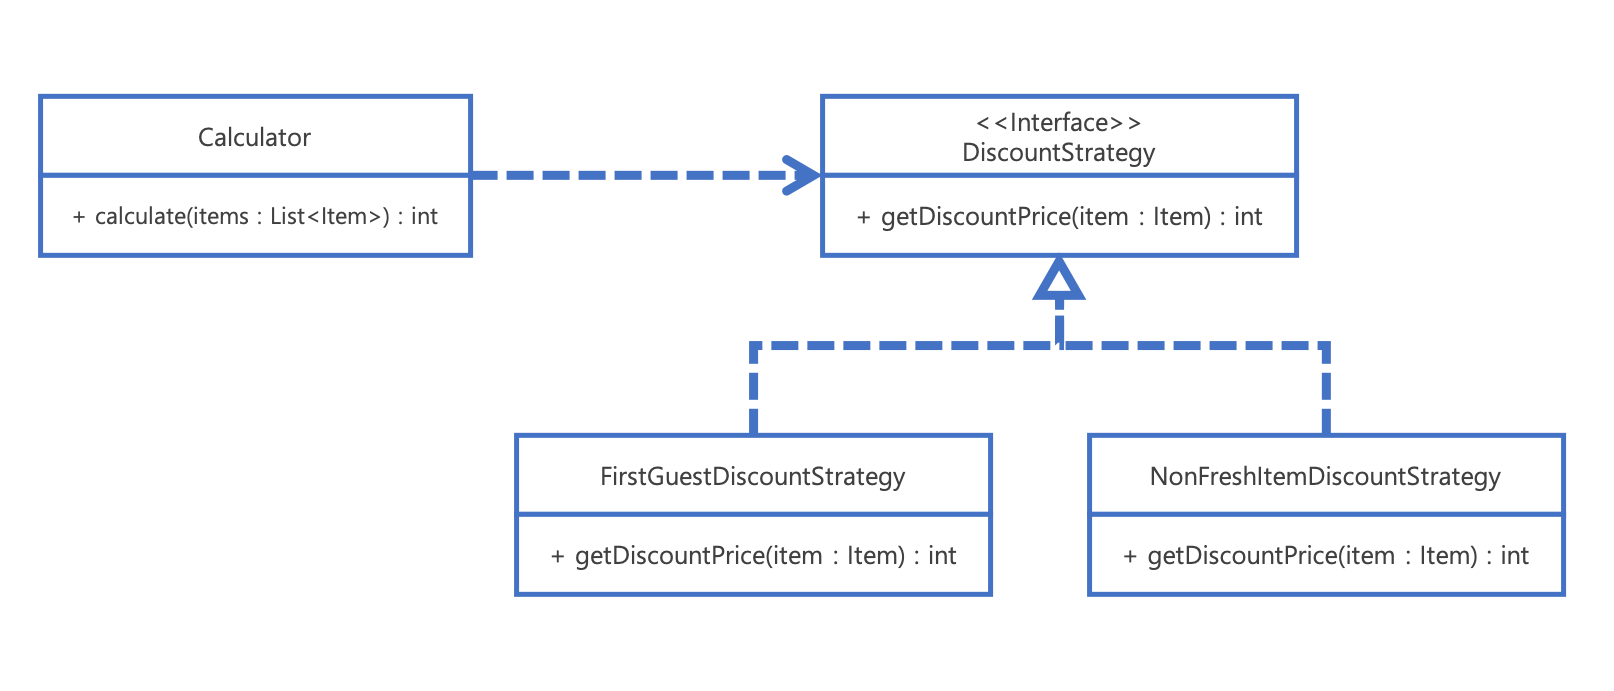 Calculator
+ calculate(items : List<Item>) : int
<<Interface>>
DiscountStrategy
+ getDiscountPrice(item : Item) : int
FirstGuestDiscountStrategy
+ getDiscountPrice(item : Item) : int
NonFreshItemDiscountStrategy
+ getDiscountPrice(item : Item) : int